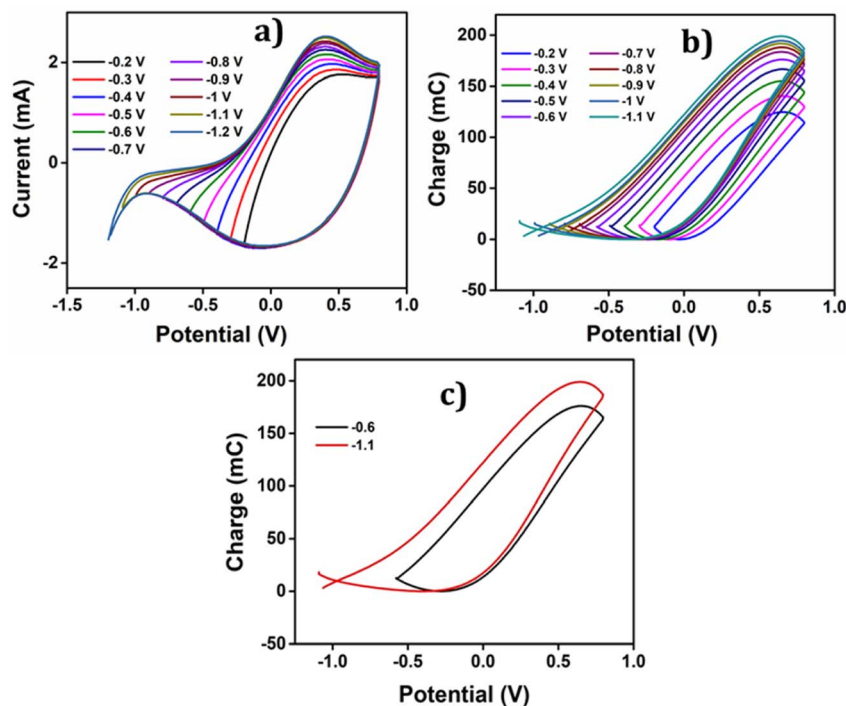 a)
-0.2 V -0.8 V
-0.3 V -0.9 V
-0.4 V -1 V
-0.5 V -1.1 V
-0.6 V -1.2 V
-0.7 V
Current (mA)
2
0
-2
-1.5 -1.0 -0.5 0.0 0.5 1.0
Potential (V)
b)
-0.2 V -0.7 V
-0.3 V -0.8 V
-0.4 V -0.9 V
-0.5 V -1 V
-0.6 V -1.1 V
Charge (mC)
200
150
100
50
0
-50
-1.0 -0.5 0.0 0.5 1.0
Potential (V)
c)
-0.6
-1.1
Charge (mC)
200
150
100
50
0
-50
-1.0 -0.5 0.0 0.5 1.0
Potential (V)